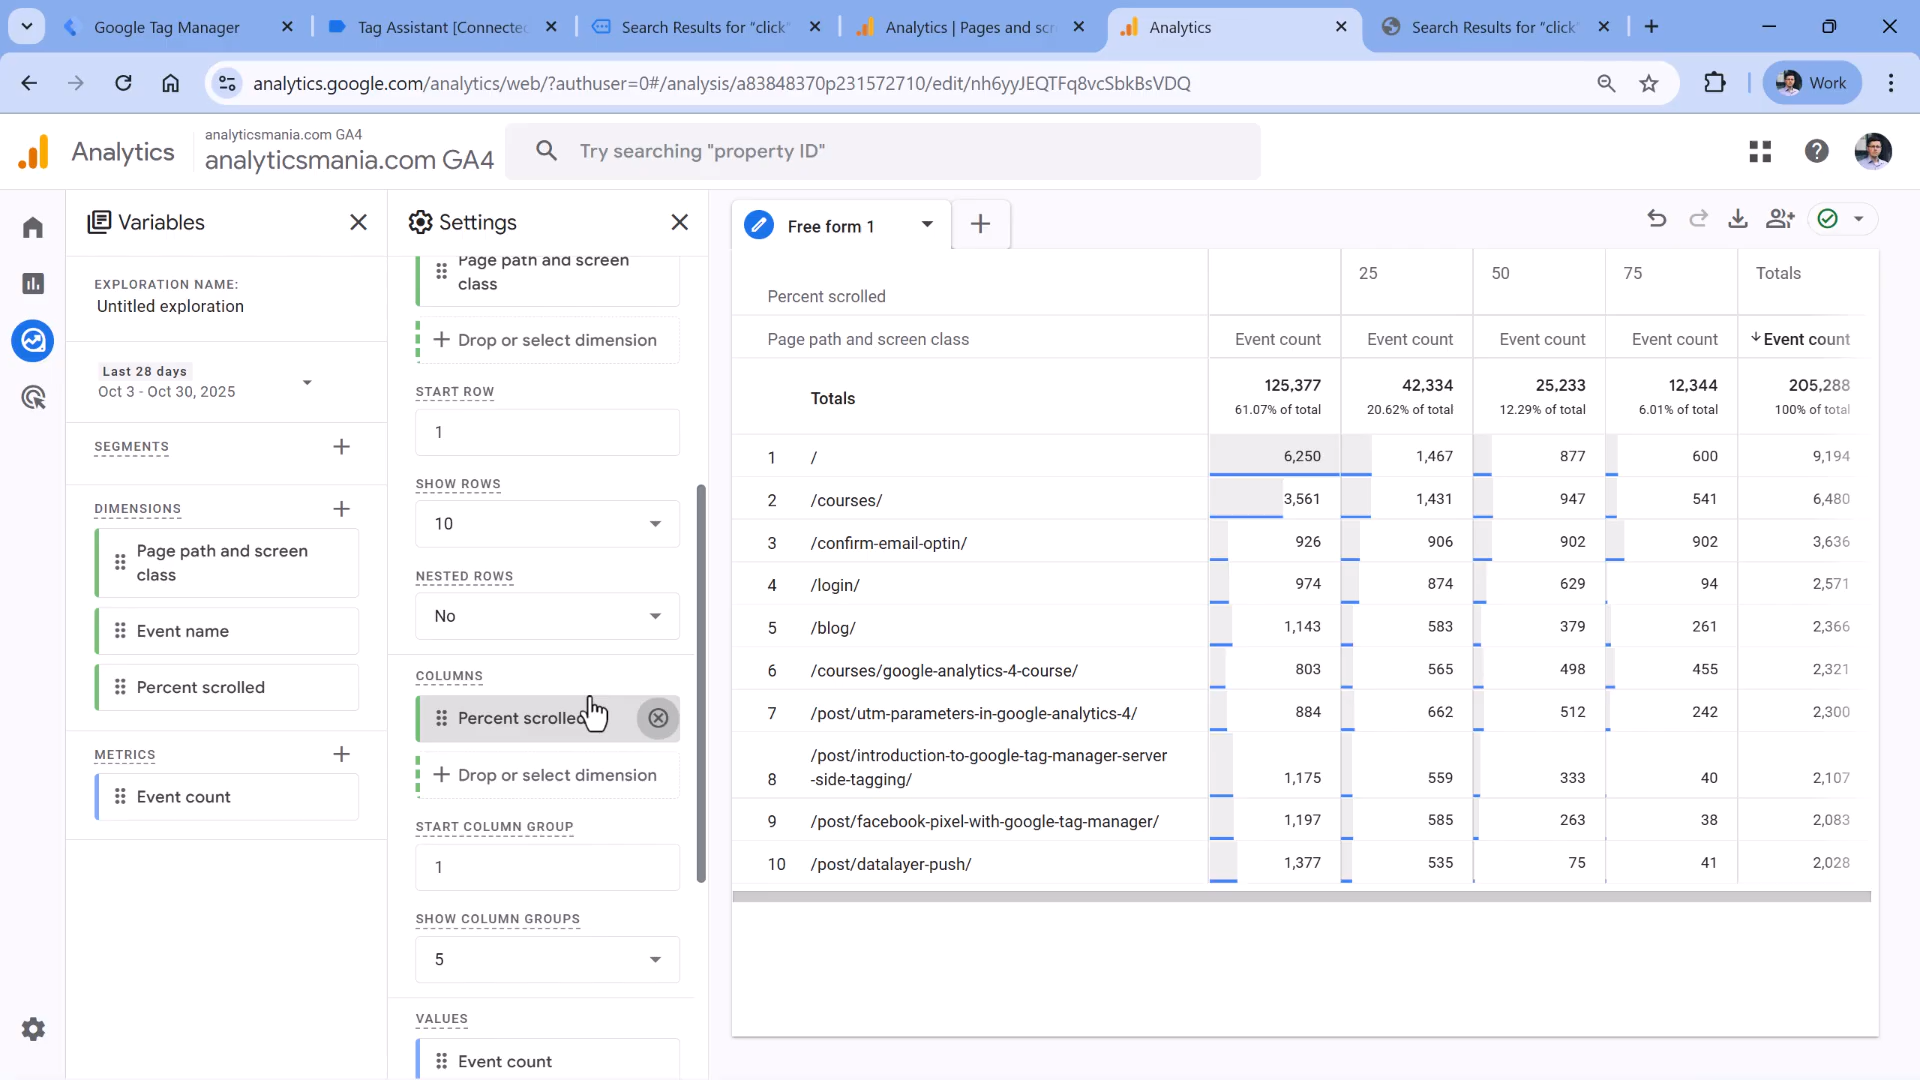 Google Tag Manager
Tag Assistant [Connecte
Search Results for "click"
Analytics | Pages and scr
Analytics
Search Results for "click"
analytics.google.com/analytics/web/?authuser=0#/analysis/a83848370p231572710/edit/nh6yyJEQTFq8vcSbkBsVDQ
Work
Analytics
analyticsmania.com GA4
analyticsmania.com GA4
Try searching "property ID"
Variables
EXPLORATION NAME:
Untitled exploration
Last 28 days
Oct 3 - Oct 30, 2025
SEGMENTS
DIMENSIONS
Page path and screen
class
Event name
Percent scrolled
METRICS
Event count
Settings
Page path and screen
class
Drop or select dimension
START ROW
1
SHOW ROWS
10
NESTED ROWS
No
COLUMNS
Percent scrolled
Drop or select dimension
START COLUMN GROUP
1
SHOW COLUMN GROUPS
5
VALUES
Event count
Free form 1
Percent scrolled 25 50 75 Totals
Page path and screen class Event count Event count Event count Event count Event count
Totals 125,377 42,334 25,233 12,344 205,288
61.07% of total 20.62% of total 12.29% of total 6.01% of total 100% of total
1 / 6,250 1,467 877 600 9,194
2 /courses/ 3,561 1,431 947 541 6,480
3 /confirm-email-optin/ 926 906 902 902 3,636
4 /login/ 974 874 629 94 2,571
5 /blog/ 1,143 583 379 261 2,366
6 /courses/google-analytics-4-course/ 803 565 498 455 2,321
7 /post/utm-parameters-in-google-analytics-4/ 884 662 512 242 2,300
/post/introduction-to-google-tag-manager-server
8 -side-tagging/ 1,175 559 333 40 2,107
9 /post/facebook-pixel-with-google-tag-manager/ 1,197 585 263 38 2,083
10 /post/datalayer-push/ 1,377 535 75 41 2,028